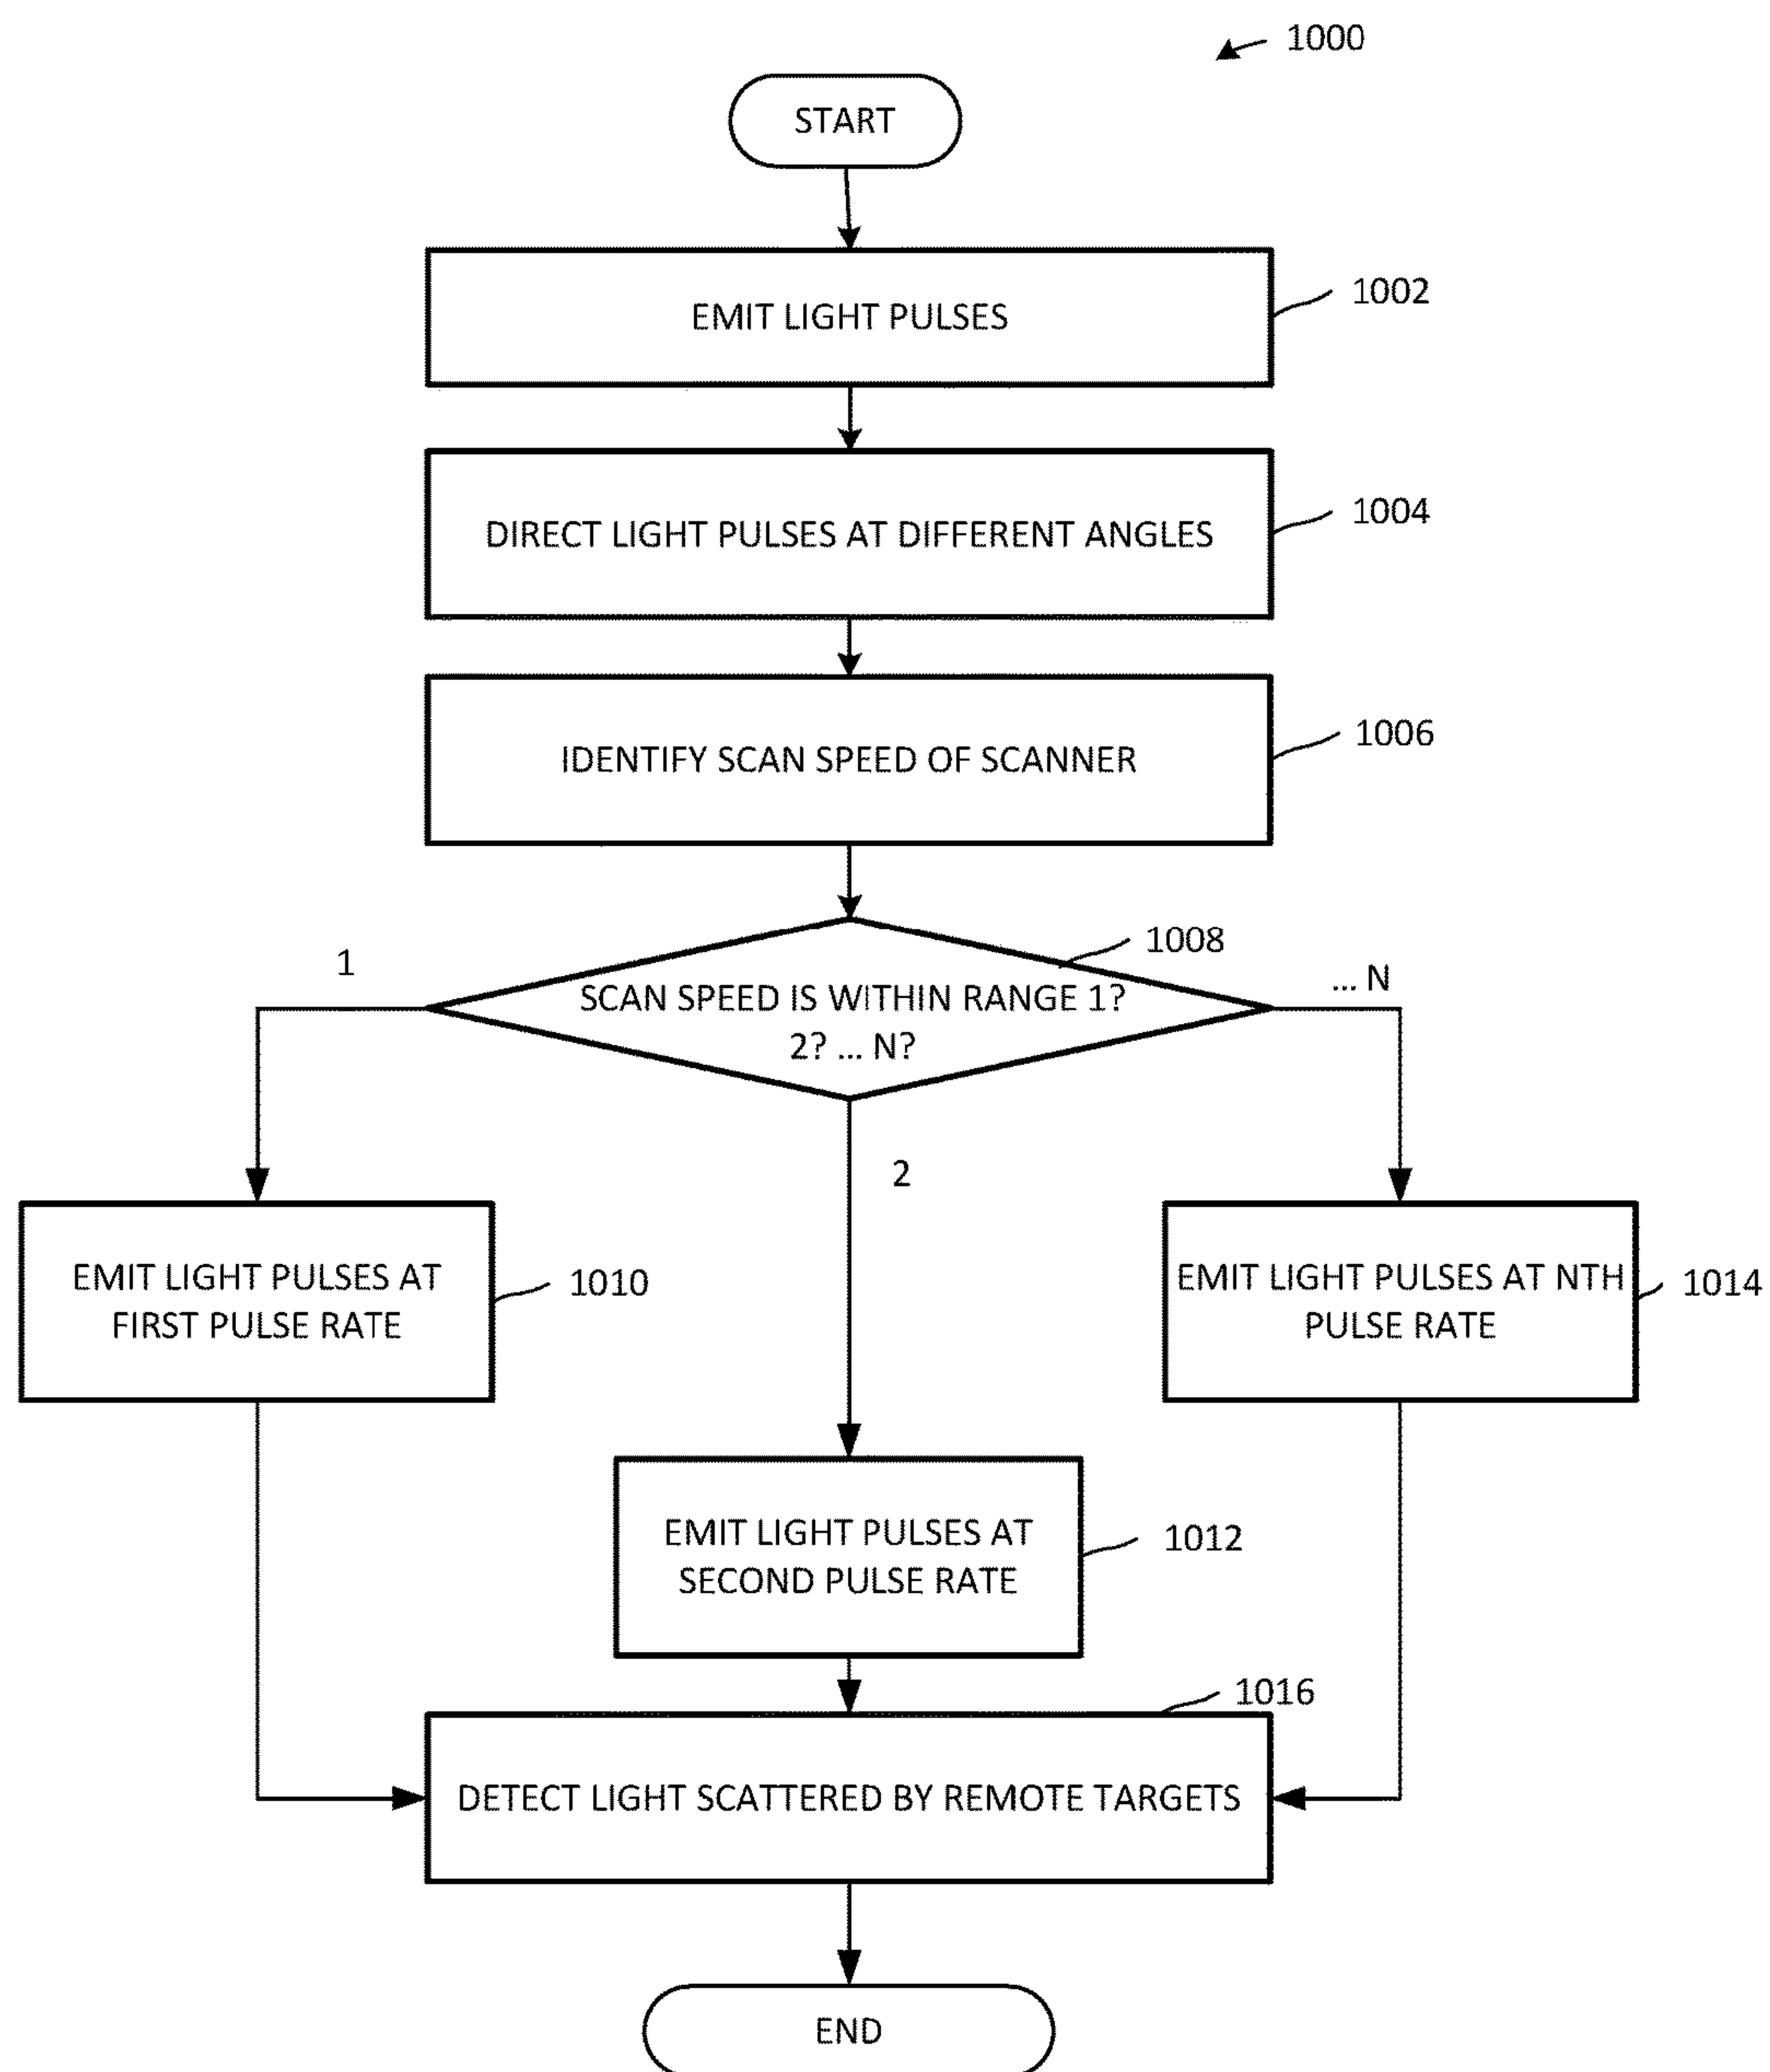 1000
START
EMIT LIGHT PULSES
1002
DIRECT LIGHT PULSES AT DIFFERENT ANGLES
1004
IDENTIFY SCAN SPEED OF SCANNER
1006
1008
SCAN SPEED IS WITHIN RANGE 1?
2? ... N?
1
2
... N
EMIT LIGHT PULSES AT
FIRST PULSE RATE
1010
EMIT LIGHT PULSES AT NTH
PULSE RATE
1014
EMIT LIGHT PULSES AT
SECOND PULSE RATE
1012
1016
DETECT LIGHT SCATTERED BY REMOTE TARGETS
END